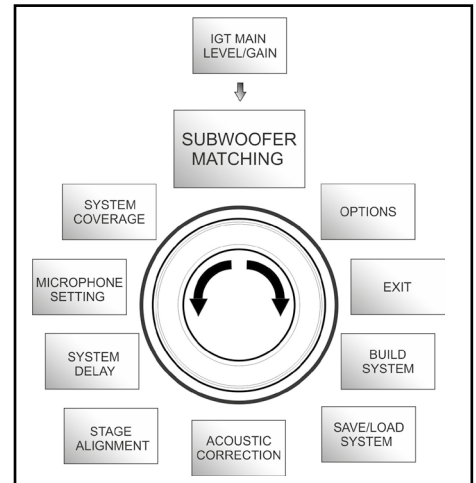 IGT MAIN
LEVEL/GAIN
SUBWOOFER
MATCHING
SYSTEM
COVERAGE
OPTIONS
MICROPHONE
SETTING
EXIT
SYSTEM
DELAY
BUILD
SYSTEM
STAGE
ALIGNMENT
ACOUSTIC
CORRECTION
SAVE/LOAD
SYSTEM